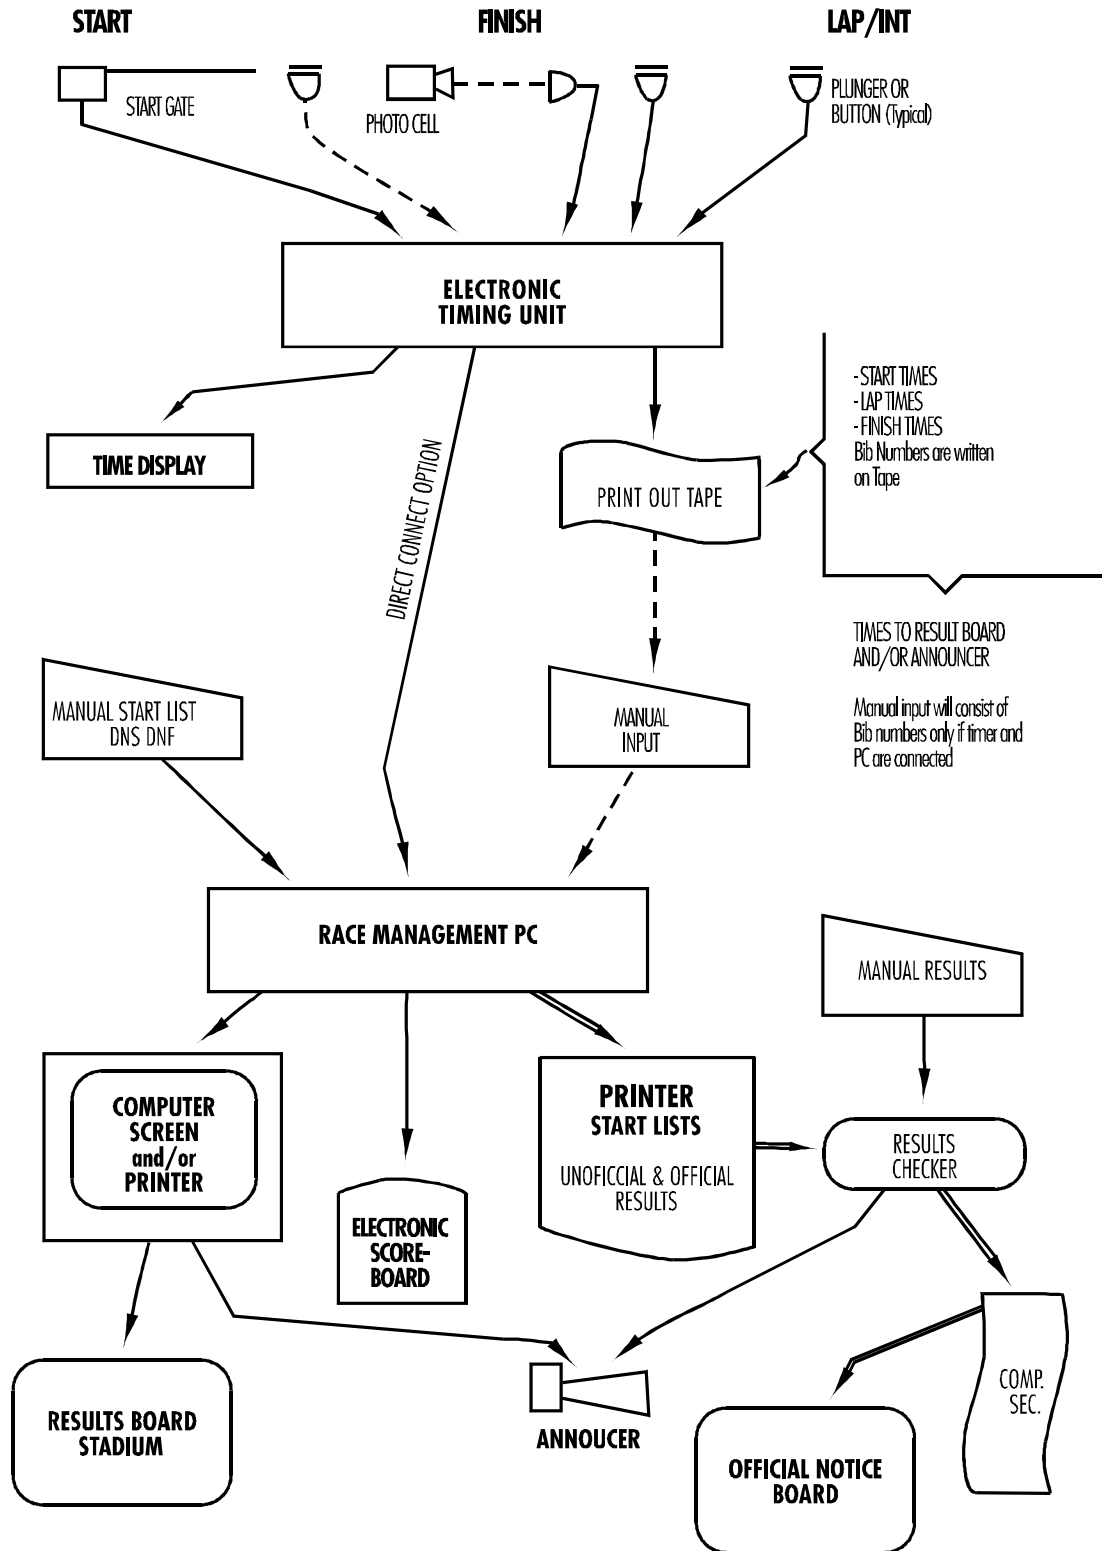 START
FINISH
LAP/INT
START GATE
PHOTO CELL
PLUNGER OR
BUTTON (Typical)
ELECTRONIC
TIMING UNIT
- START TIMES
- LAP TIMES
- FINISH TIMES
Bib Numbers are written
on Tape
TIME DISPLAY
DIRECT CONNECT OPTION
PRINT OUT TAPE
TIMES TO RESULT BOARD
AND/OR ANNOUNCER
Manual input will consist of
Bib numbers only if timer and
PC are connected
MANUAL START LIST
DNS DNF
MANUAL
INPUT
RACE MANAGEMENT PC
MANUAL RESULTS
COMPUTER
SCREEN
and/or
PRINTER
PRINTER
START LISTS
UNOFICCIAL & OFFICIAL
RESULTS
RESULTS
CHECKER
ELECTRONIC
SCORE-
BOARD
COMP.
SEC.
RESULTS BOARD
STADIUM
ANNOUCER
OFFICIAL NOTICE
BOARD